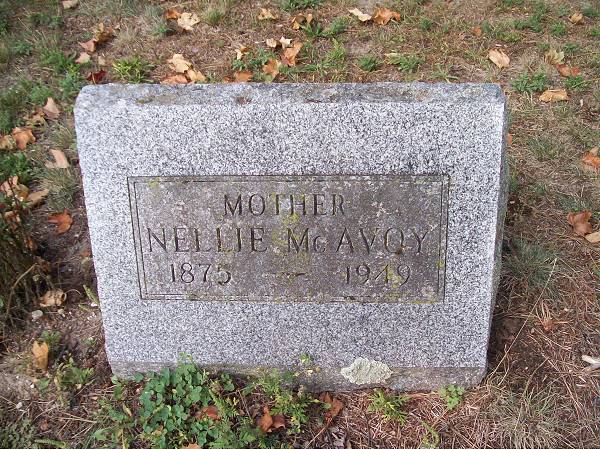 MOTHER
NELLIE McAVOY
1875 - 1949